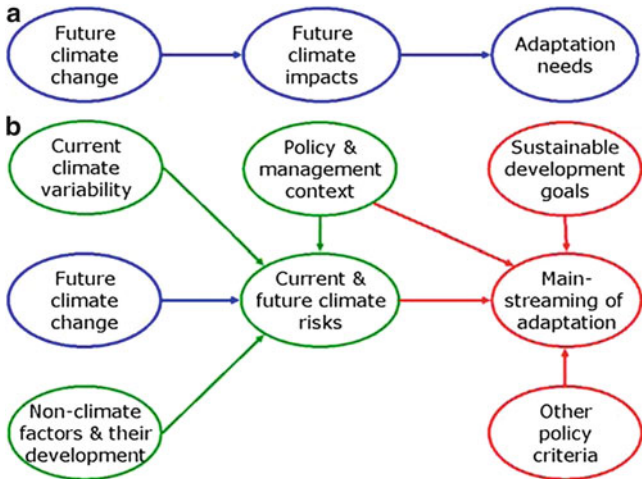 a
Future
climate
change
Future
climate
impacts
Adaptation
needs
b
Current
climate
variability
Policy &
management
context
Sustainable
development
goals
Future
climate
change
Current &
future climate
risks
Main-
streaming of
adaptation
Non-climate
factors & their
development
Other
policy
criteria